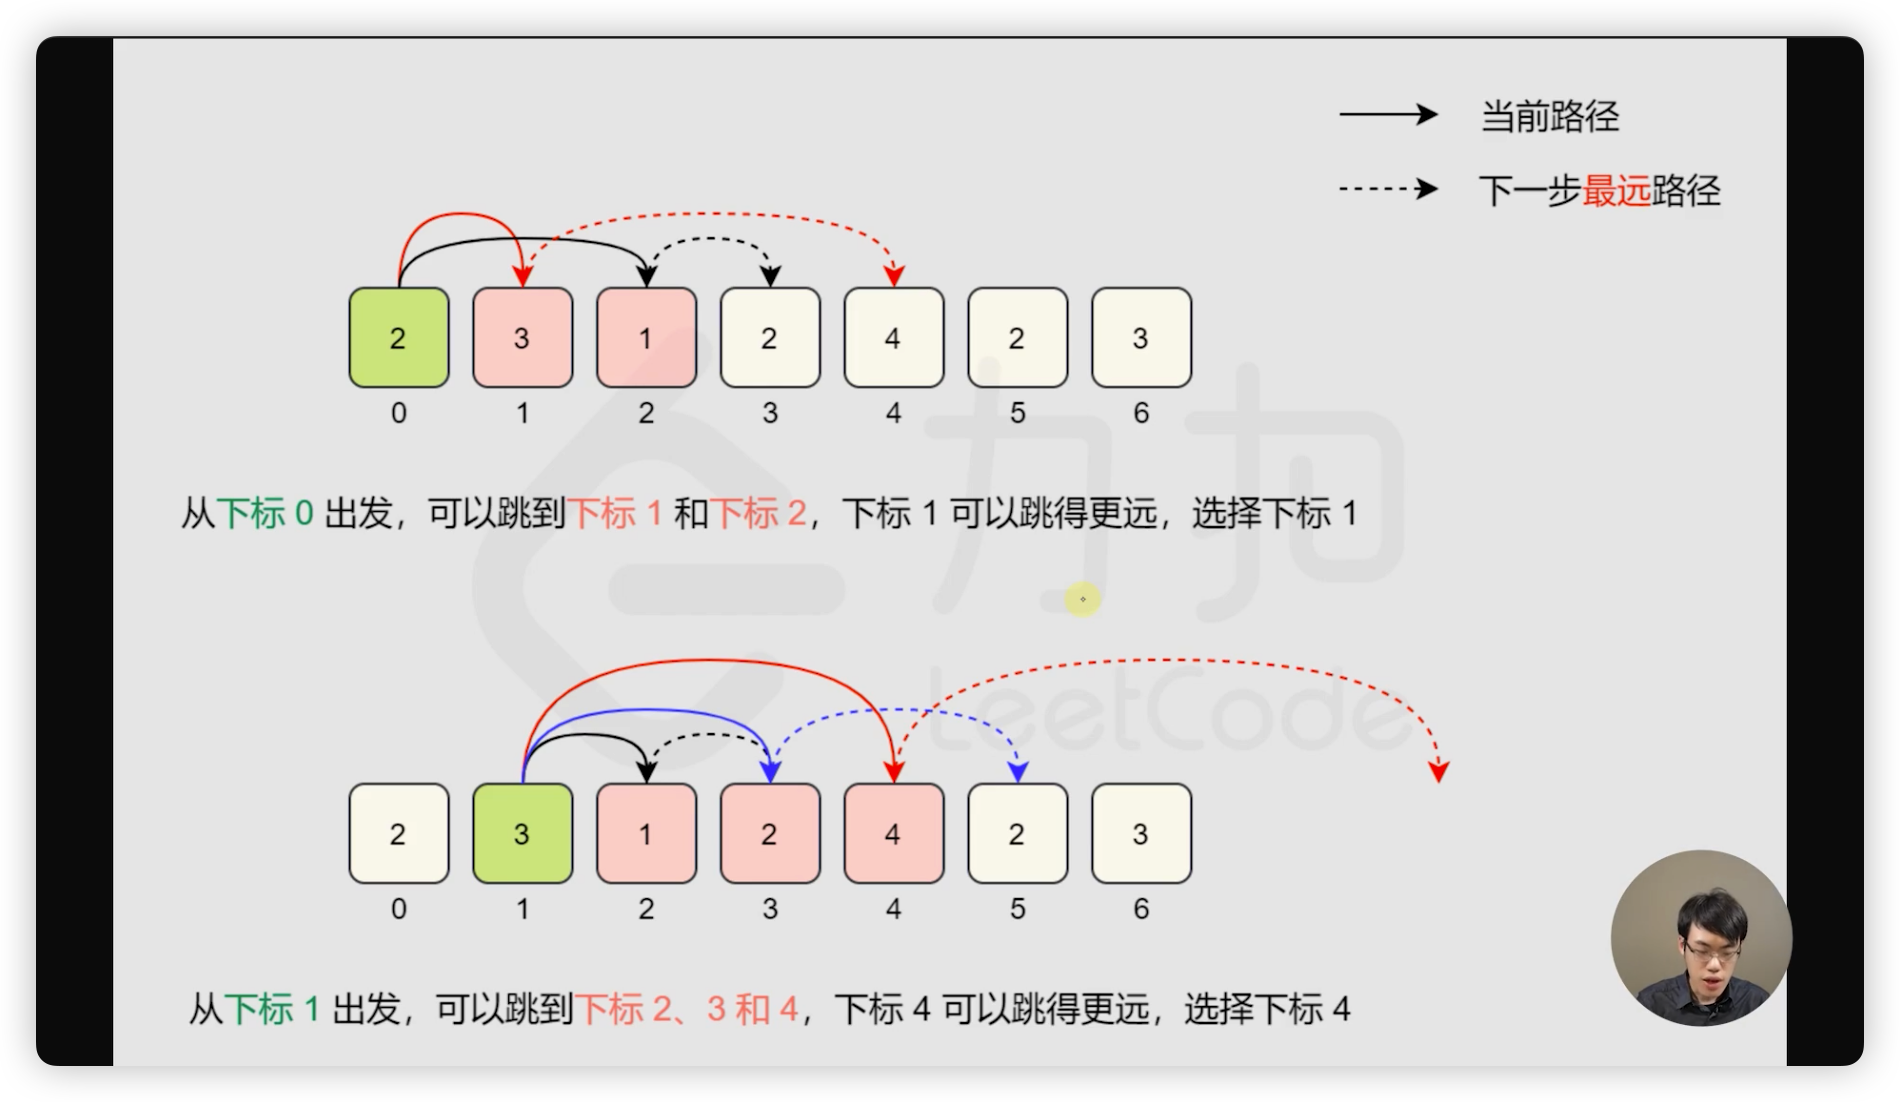 当前路径
下一步最远路径
2 3 1 2 4 2 3
0 1 2 3 4 5 6
从下标 0 出发，可以跳到下标 1 和下标 2，下标 1 可以跳得更远，选择下标 1
力扣
LeetCode
2 3 1 2 4 2 3
0 1 2 3 4 5 6
从下标 1 出发，可以跳到下标 2、3 和 4，下标 4 可以跳得更远，选择下标 4